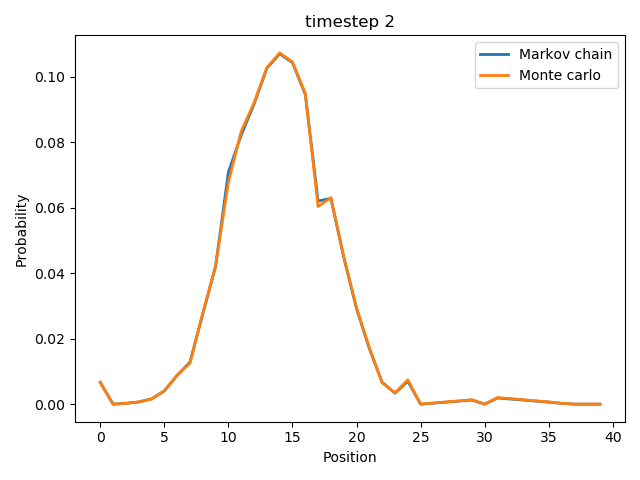 timestep 2
Markov chain
Monte carlo
Probability
0.10
0.08
0.06
0.04
0.02
0.00
0 5 10 15 20 25 30 35 40
Position